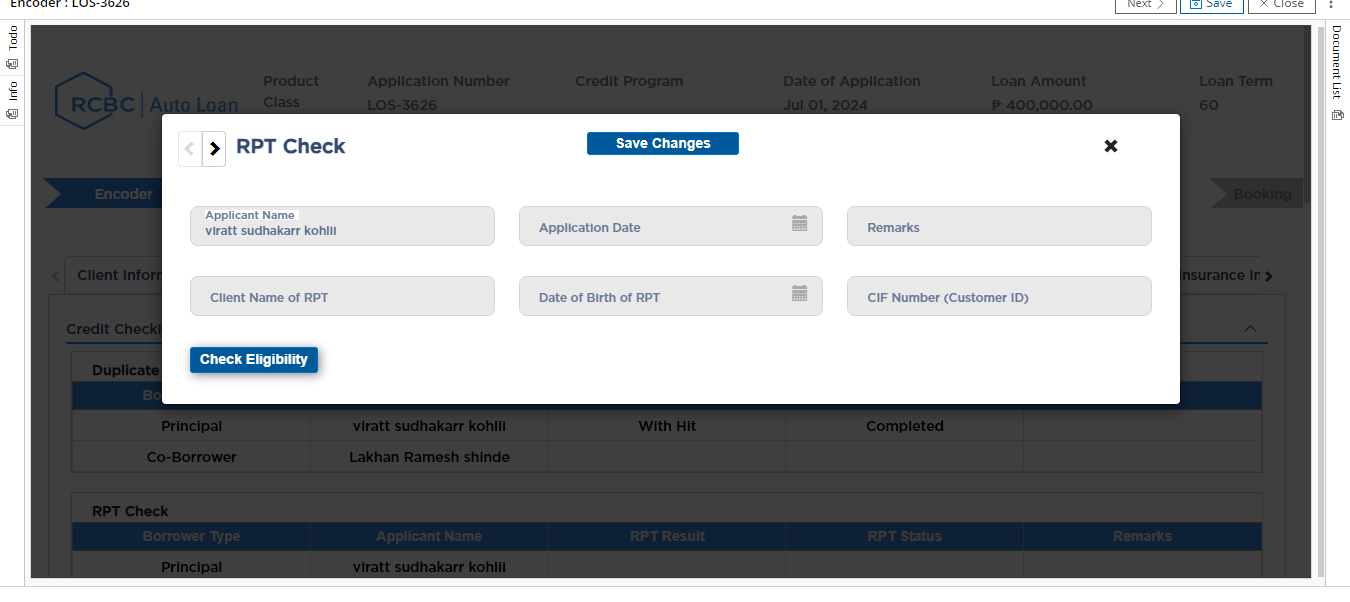 Encoder : LOS-3626
Next
Save
Close
Todo
Info
Document List
RCBC Auto Loan
Product Class
Application Number
LOS-3626
Credit Program
Date of Application
Jul 01, 2024
Loan Amount
₱ 400,000.00
Loan Term
60
RPT Check
Save Changes
Encoder
Booking
Applicant Name
viratt sudhakarr kohlii
Application Date
Remarks
Client Name of RPT
Date of Birth of RPT
CIF Number (Customer ID)
Check Eligibility
Client Inforr
nsurance Ir
Credit Checkl
Duplicate
Bo
Principal viratt sudhakarr kohlii With Hit Completed
Co-Borrower Lakhan Ramesh shinde
RPT Check
Borrower Type Applicant Name RPT Result RPT Status Remarks
Principal viratt sudhakarr kohlii